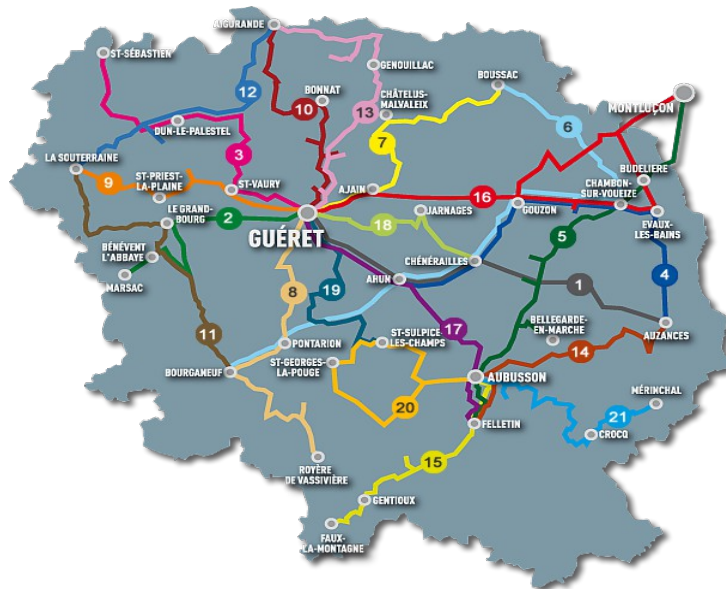 AIGURANDE
ST-SÉBASTIEN
GENOUILLAC
BOUSSAC
12
BONNAT
CHÂTELUS-
MALVALEIX
MONTLUÇON
10
13
DUN-LE-PALESTEL
6
7
3
LA SOUTERRAINE
BUDELIERE
9
ST-PRIEST-
LA-PLAINE
ST-VAURY
AJAIN
CHAMBON-
SUR-VOUEIZE
16
LE GRAND-
BOURG
2
JARNAGES
GOUZON
EVAUX-
LES-BAINS
GUÉRET
18
5
BÉNÉVENT
L'ABBAYE
CHÉNÉRAILLES
MARSAC
8
19
AHUN
1
4
17
11
BELLEGARDE-
EN-MARCHE
AUZANCES
PONTARION
ST-SULPICE-
LES-CHAMPS
14
ST-GEORGES-
LA-POUGE
BOURGANEUF
AUBUSSON
MÉRINCHAL
20
21
FELLETIN
CROCQ
ROYÈRE
DE VASSIVIÈRE
15
GENTIOUX
FAUX-
LA-MONTAGNE